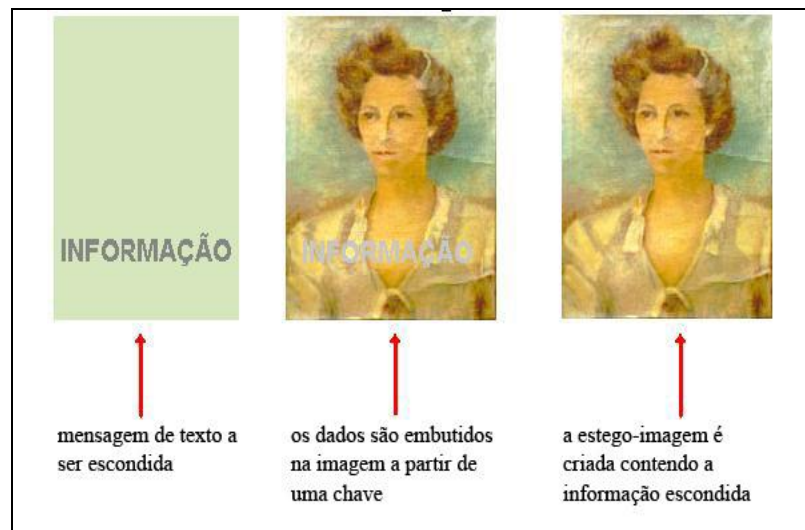 INFORMAÇÃO
INFORMAÇÃO
mensagem de texto a
ser escondida
os dados são embutidos
na imagem a partir de
uma chave
a estego-imagem é
criada contendo a
informação escondida